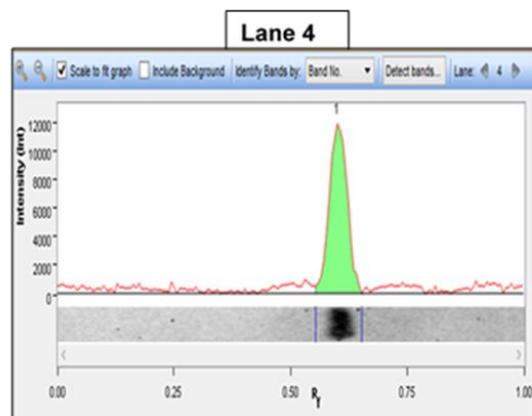 Lane 4
Scale to fit graph Include Background Identify Bands by: Band No. Detect bands... Lane: 4
1
Intensity (Int)
12000
10000
8000
6000
4000
2000
0
0.00 0.25 0.50 0.75 1.00
Rf